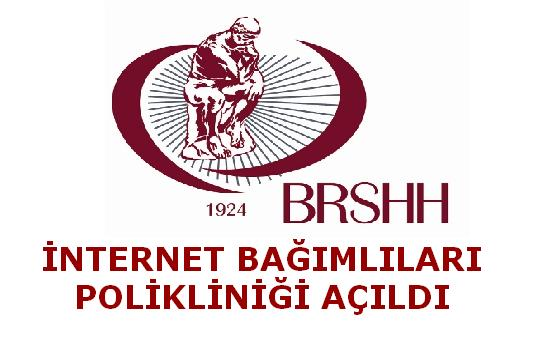 1924 BRSHH
İNTERNET BAĞIMLILARI
POLİKLİNİĞİ AÇILDI